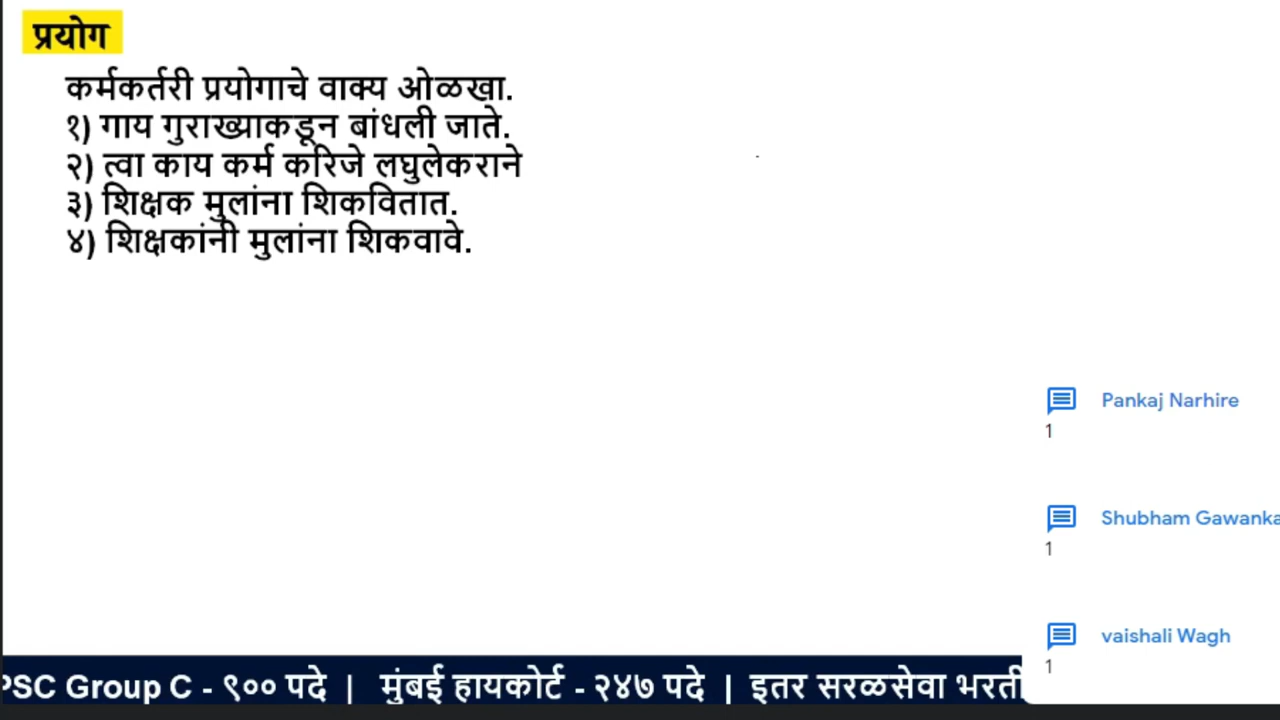 प्रयोग
कर्मकर्तरी प्रयोगाचे वाक्य ओळखा.
१) गाय गुराख्याकडून बांधली जाते.
२) त्वा काय कर्म करिजे लघुलेकराने
३) शिक्षक मुलांना शिकवितात.
४) शिक्षकांनी मुलांना शिकवावे.
Pankaj Narhire
1
Shubham Gawanka
1
vaishali Wagh
1
PSC Group C - ९०० पदे | मुंबई हायकोर्ट - २४७ पदे | इतर सरळसेवा भरती